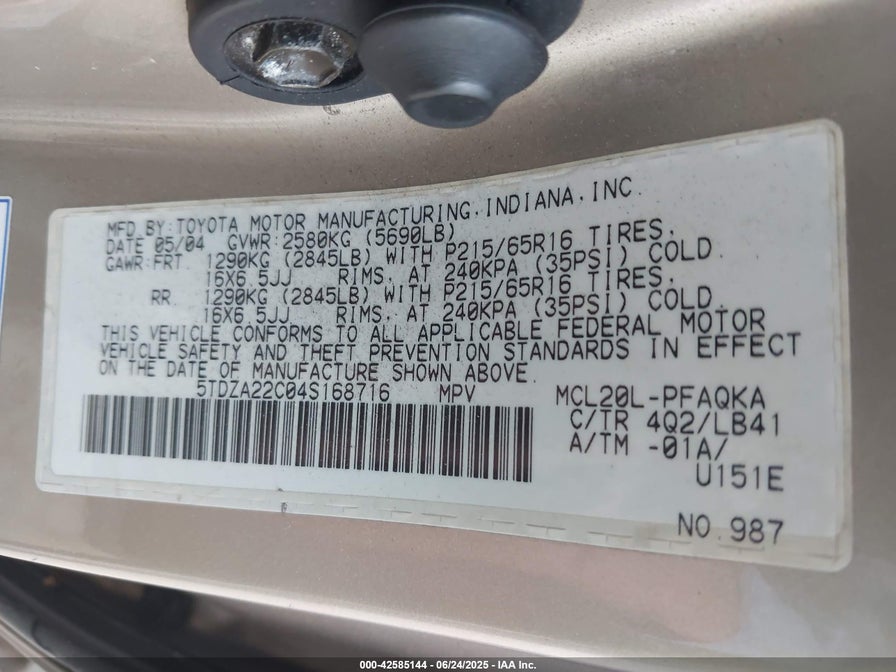 MFD BY: TOYOTA MOTOR MANUFACTURING, INDIANA, INC.
DATE 05/04 GVWR: 2580KG (5690LB)
GAWR: FRT. 1290KG (2845LB) WITH P215/65R16 TIRES,
16X6.5JJ RIMS, AT 240KPA (35PSI) COLD.
RR. 1290KG (2845LB) WITH P215/65R16 TIRES,
16X6.5JJ RIMS, AT 240KPA (35PSI) COLD.
THIS VEHICLE CONFORMS TO ALL APPLICABLE FEDERAL MOTOR
VEHICLE SAFETY AND THEFT PREVENTION STANDARDS IN EFFECT
ON THE DATE OF MANUFACTURE SHOWN ABOVE.
5TDZA22C04S168716 MPV
MCL20L-PFAQKA
C/TR 4Q2/LB41
A/TM -01A/
U151E
NO.987
000-42585144 - 06/24/2025 - IAA Inc.